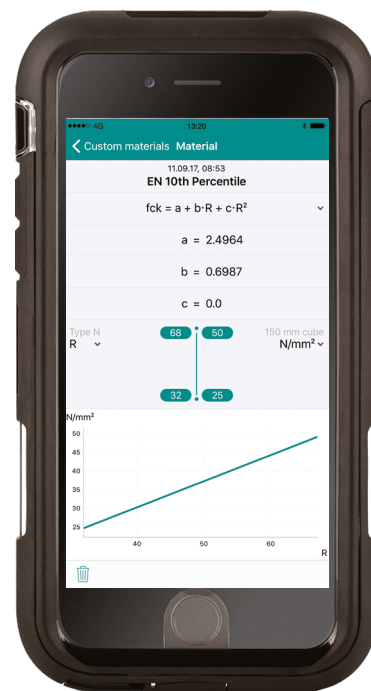 4G 13:20
Custom materials Material
11.09.17, 08:53
EN 10th Percentile
fck = a + b·R + c·R²
a = 2.4964
b = 0.6987
c = 0.0
Type N 68 50 150 mm cube
R N/mm²
32 25
N/mm²
50
45
40
35
30
25
40 50 60
R